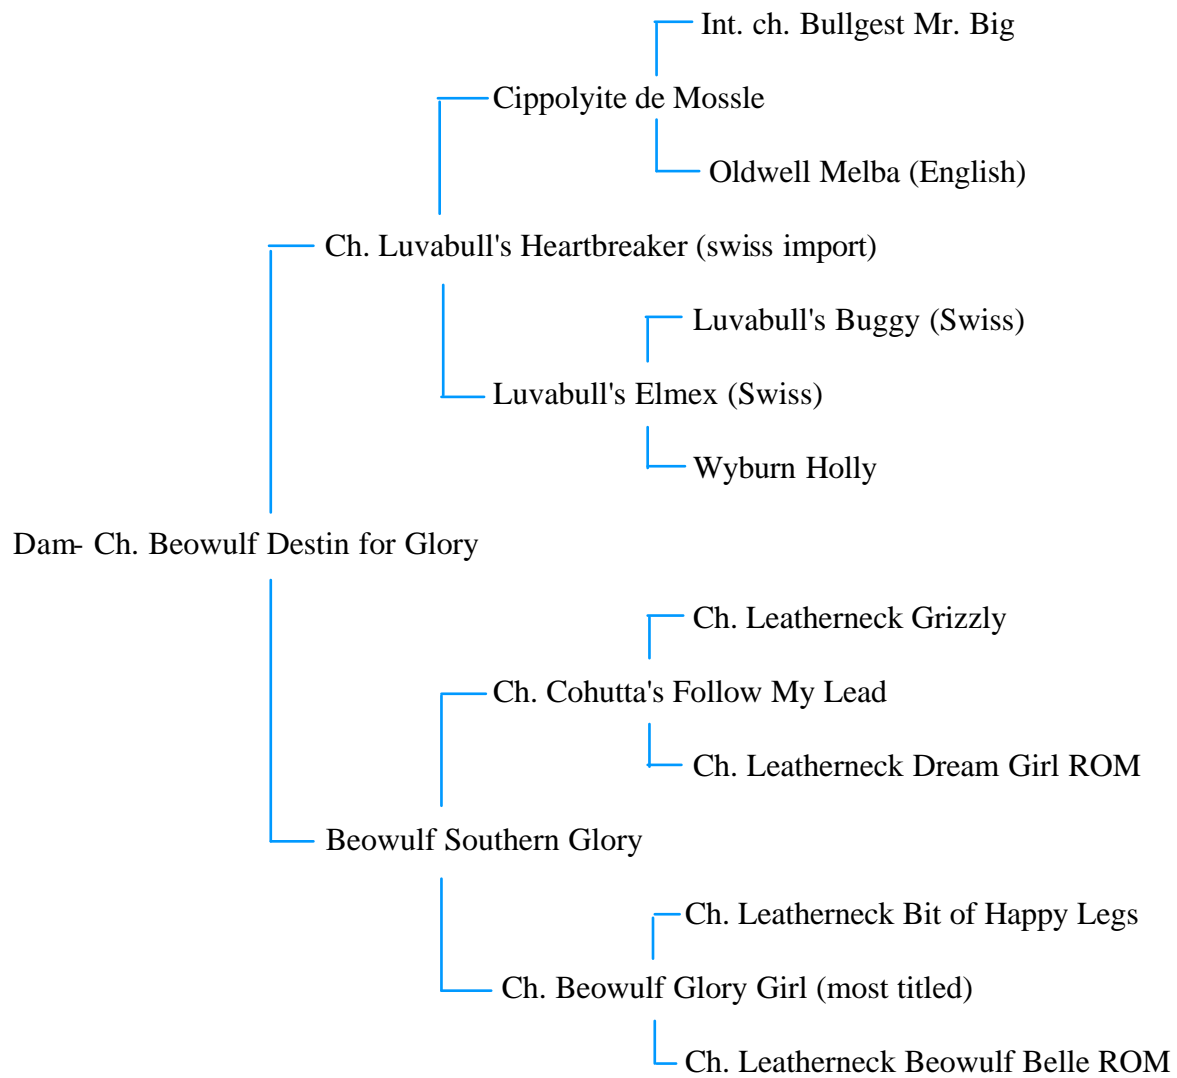 Int. ch. Bullgest Mr. Big
Cippolyite de Mossle
Oldwell Melba (English)
Ch. Luvabull's Heartbreaker (swiss import)
Luvabull's Buggy (Swiss)
Luvabull's Elmex (Swiss)
Wyburn Holly
Dam- Ch. Beowulf Destin for Glory
Ch. Leatherneck Grizzly
Ch. Cohutta's Follow My Lead
Ch. Leatherneck Dream Girl ROM
Beowulf Southern Glory
Ch. Leatherneck Bit of Happy Legs
Ch. Beowulf Glory Girl (most titled)
Ch. Leatherneck Beowulf Belle ROM